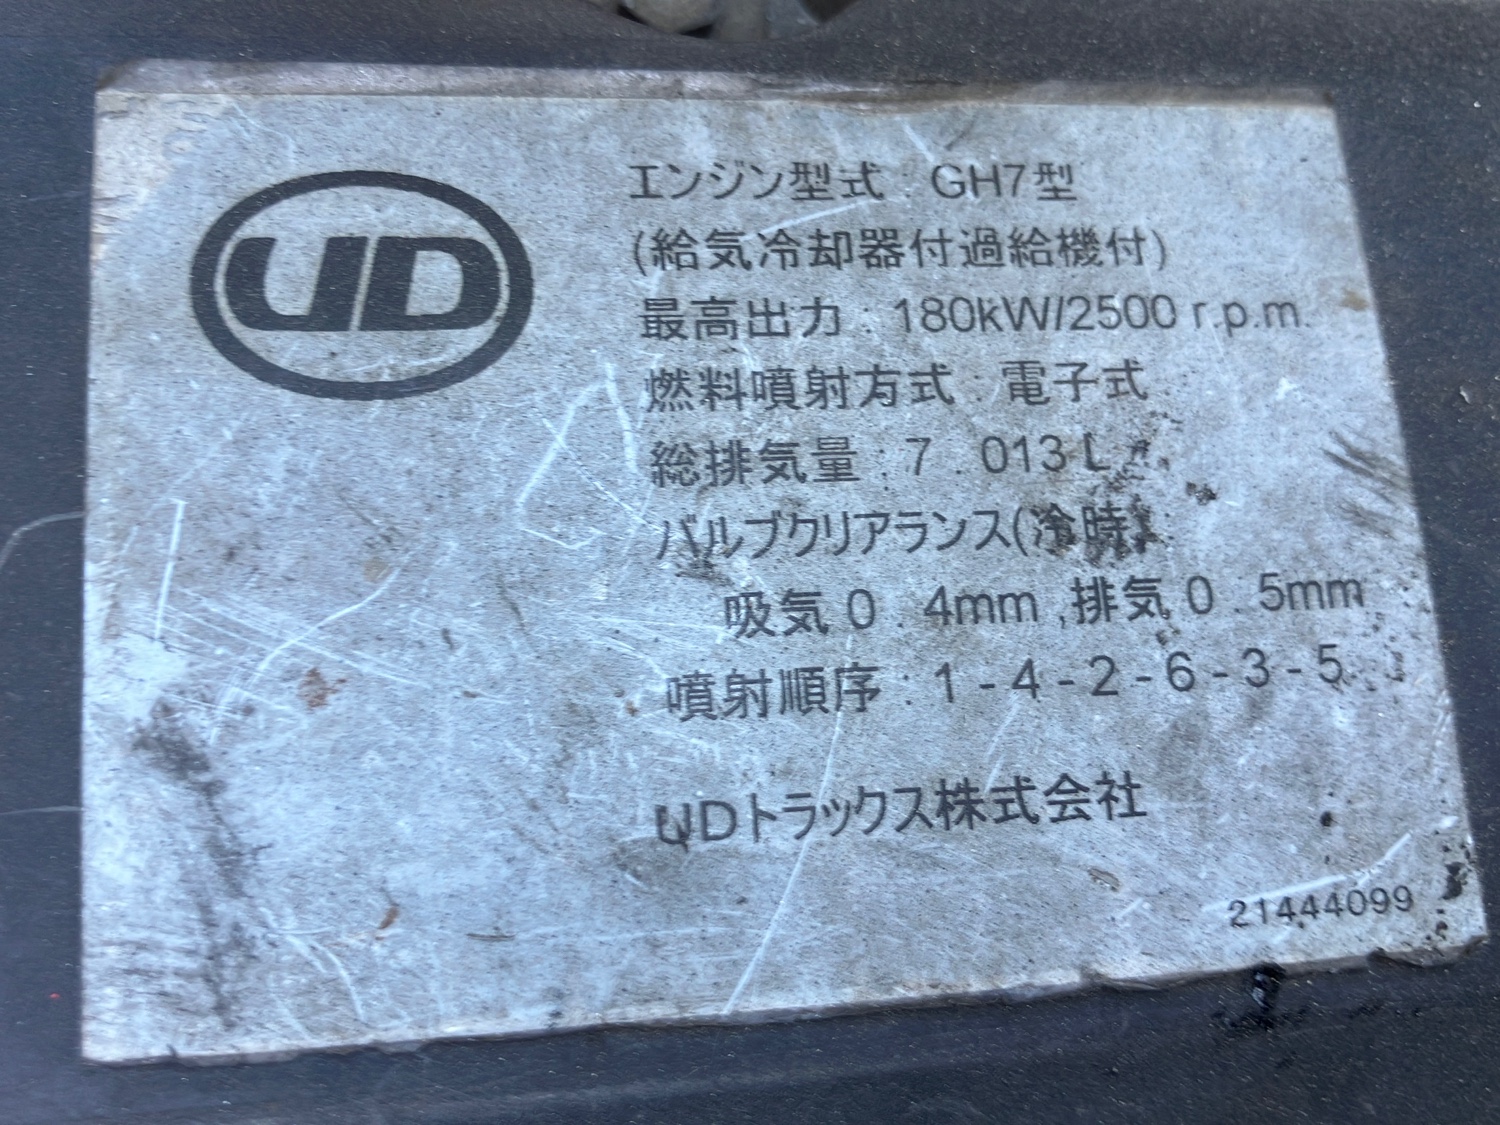 UD
エンジン型式 : GH7型
(給気冷却器付過給機付)
最高出力 : 180kW/2500 r.p.m.
燃料噴射方式 : 電子式
総排気量 : 7 . 013 L
バルブクリアランス(冷時)
吸気 0 . 4mm , 排気 0 . 5mm
噴射順序 : 1 - 4 - 2 - 6 - 3 - 5
UDトラックス株式会社
21444099